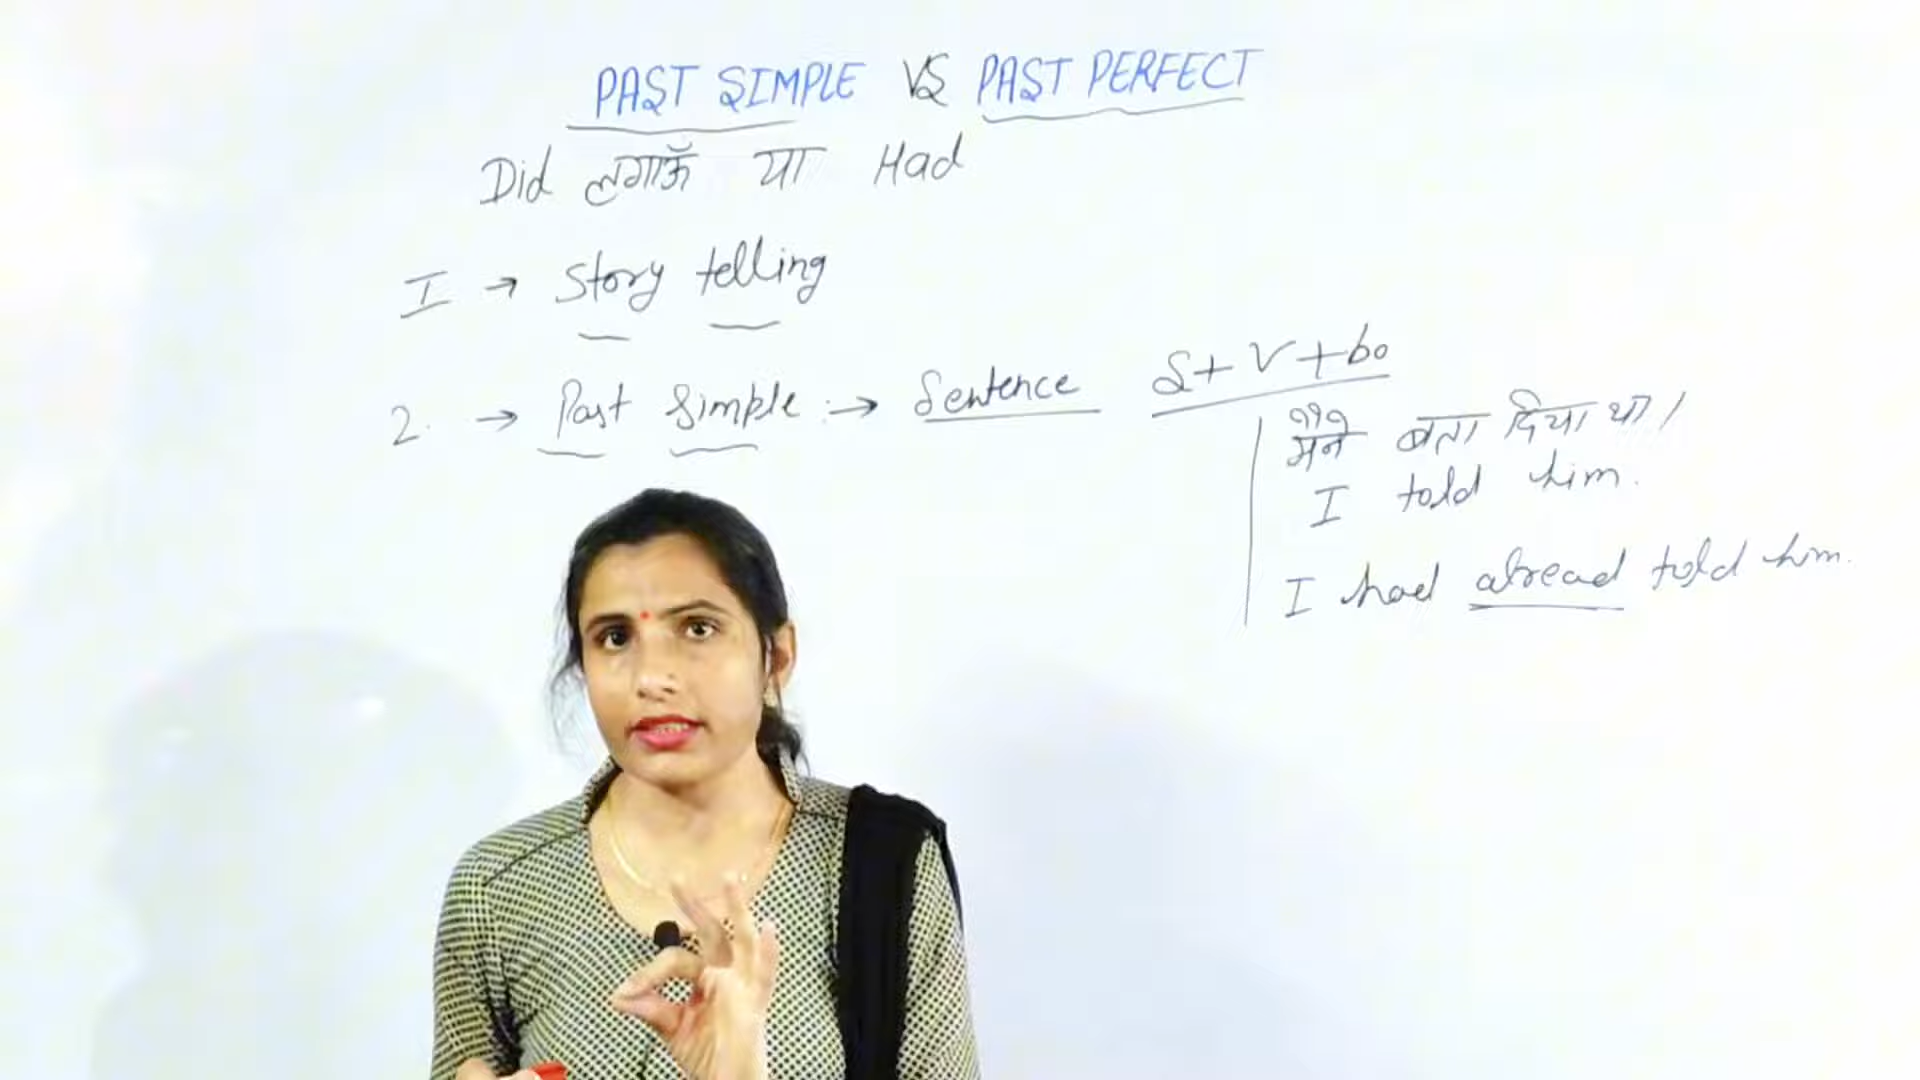 PAST SIMPLE VS PAST PERFECT
Did लगाऊँ या Had
I → Story telling
2. → Past Simple → Sentence S + V + bo
मैंने बता दिया था।
I told him.
I had alread told him.